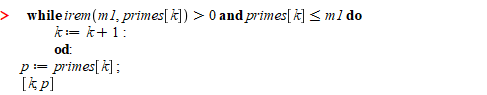 > while irem(m1, primes[k]) > 0 and primes[k] ≤ m1 do
k := k + 1 :
od:
p := primes[k] ;
[k, p]